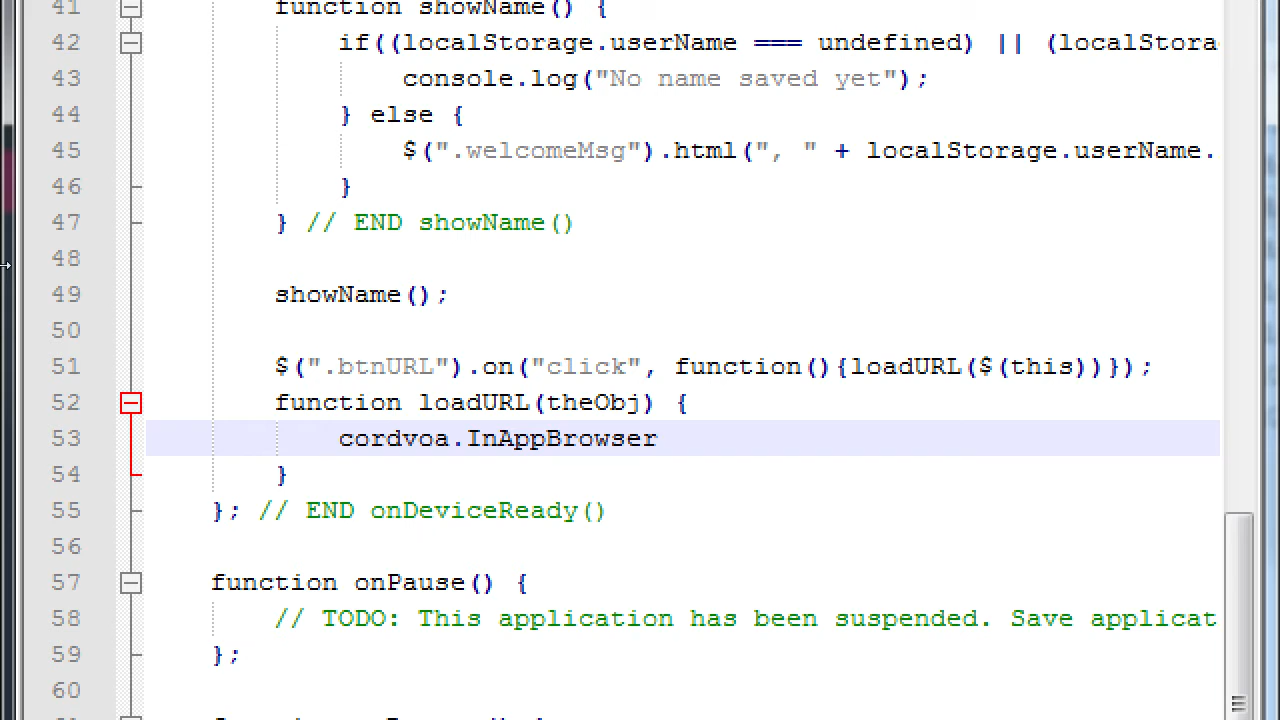 41 function showName() {
42 if((localStorage.userName === undefined) || (localStora
43 console.log("No name saved yet");
44 } else {
45 $(".welcomeMsg").html(", " + localStorage.userName.
46 }
47 } // END showName()
48
49 showName();
50
51 $(".btnURL").on("click", function(){loadURL($(this))});
52 function loadURL(theObj) {
53 cordvoa.InAppBrowser
54 }
55 }; // END onDeviceReady()
56
57 function onPause() {
58 // TODO: This application has been suspended. Save applicat
59 };
60